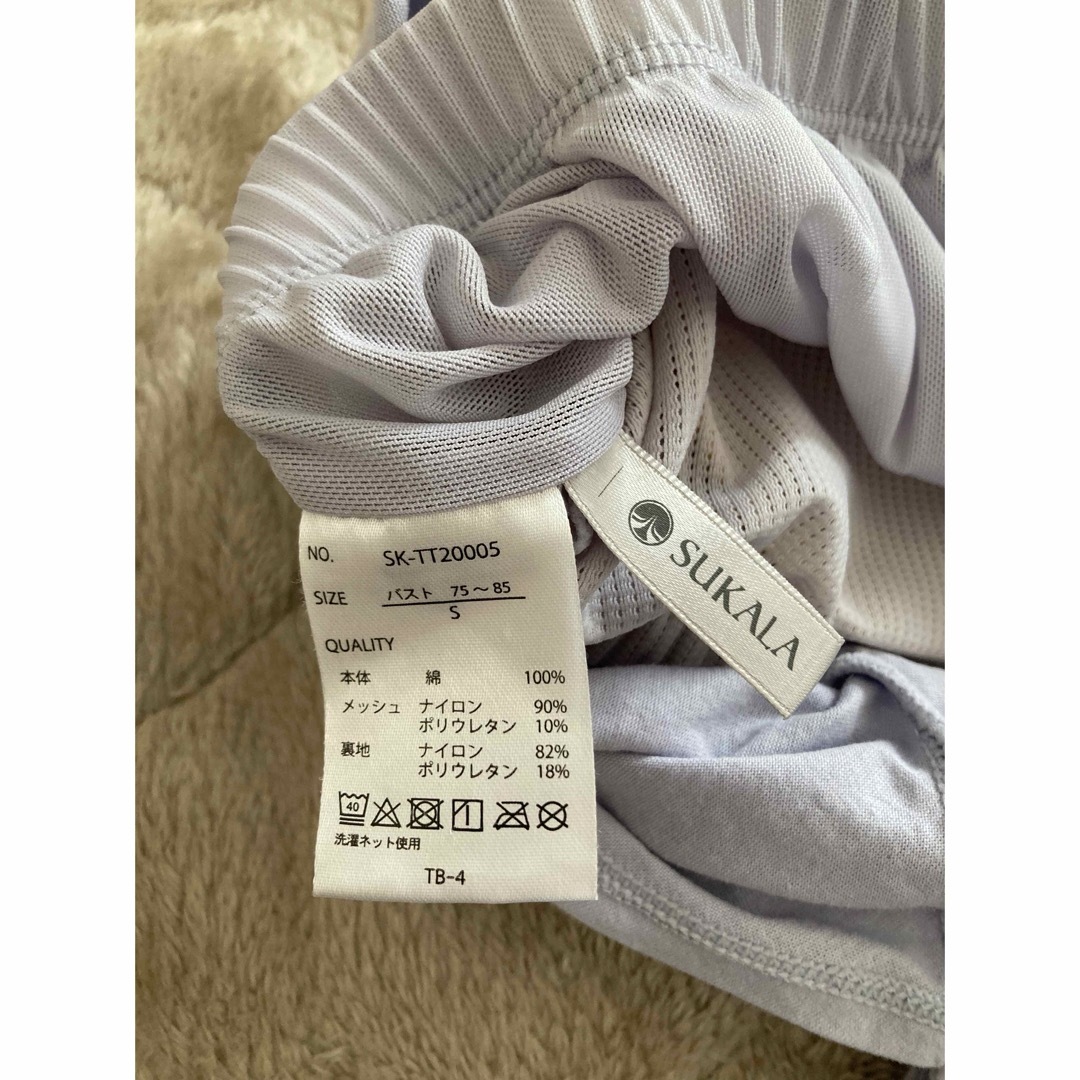 NO. SK-TT20005
SIZE バスト 75～85
S
QUALITY
本体 綿 100%
メッシュ ナイロン 90%
ポリウレタン 10%
裏地 ナイロン 82%
ポリウレタン 18%
40
洗濯ネット使用
TB-4
SUKALA